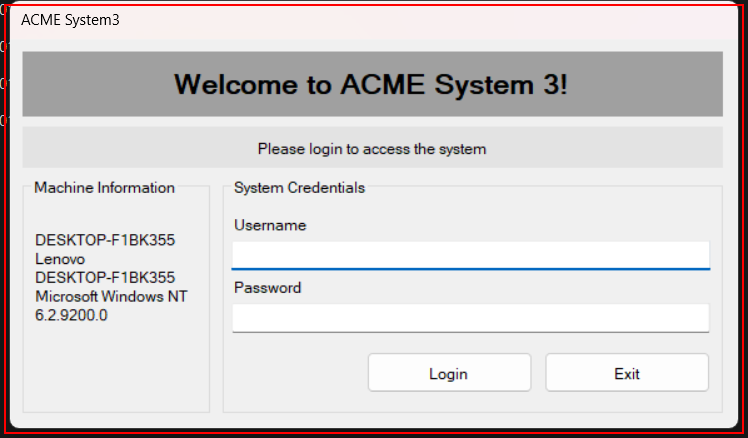 ACME System3
Welcome to ACME System 3!
Please login to access the system
Machine Information
DESKTOP-F1BK355
Lenovo
DESKTOP-F1BK355
Microsoft Windows NT
6.2.9200.0
System Credentials
Username
Password
Login
Exit